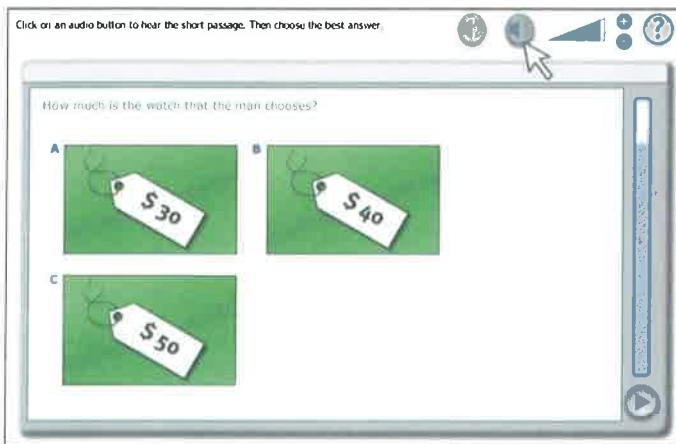 Click on an audio button to hear the short passage. Then choose the best answer.
+
?
-
How much is the watch that the man chooses?
A
B
$30
$40
C
$50